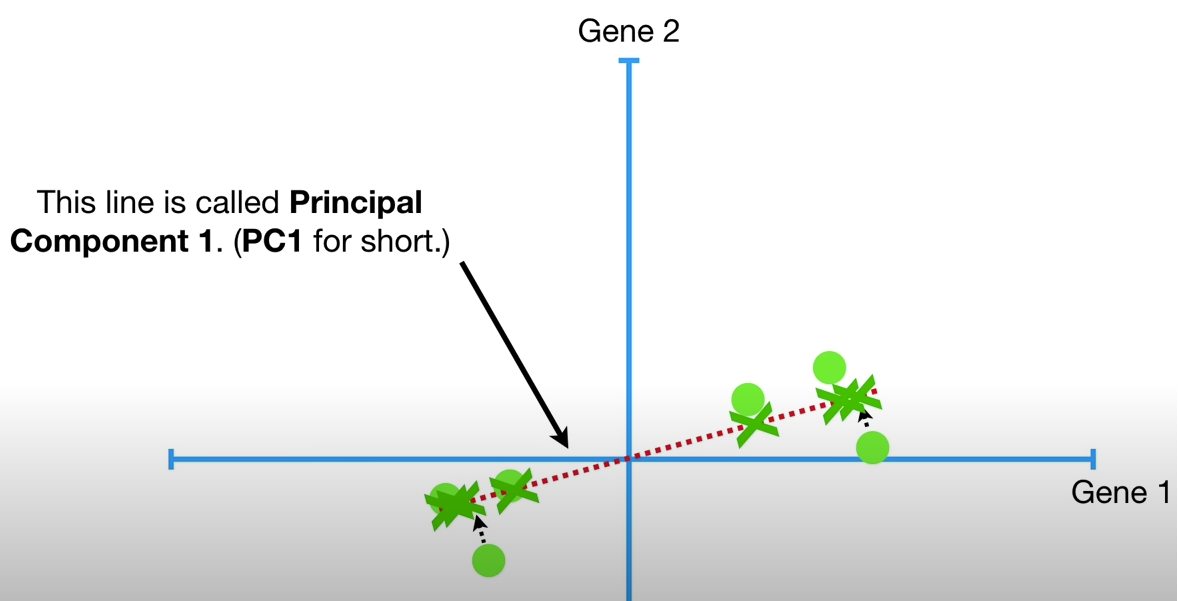 Gene 2
This line is called Principal
Component 1. (PC1 for short.)
Gene 1